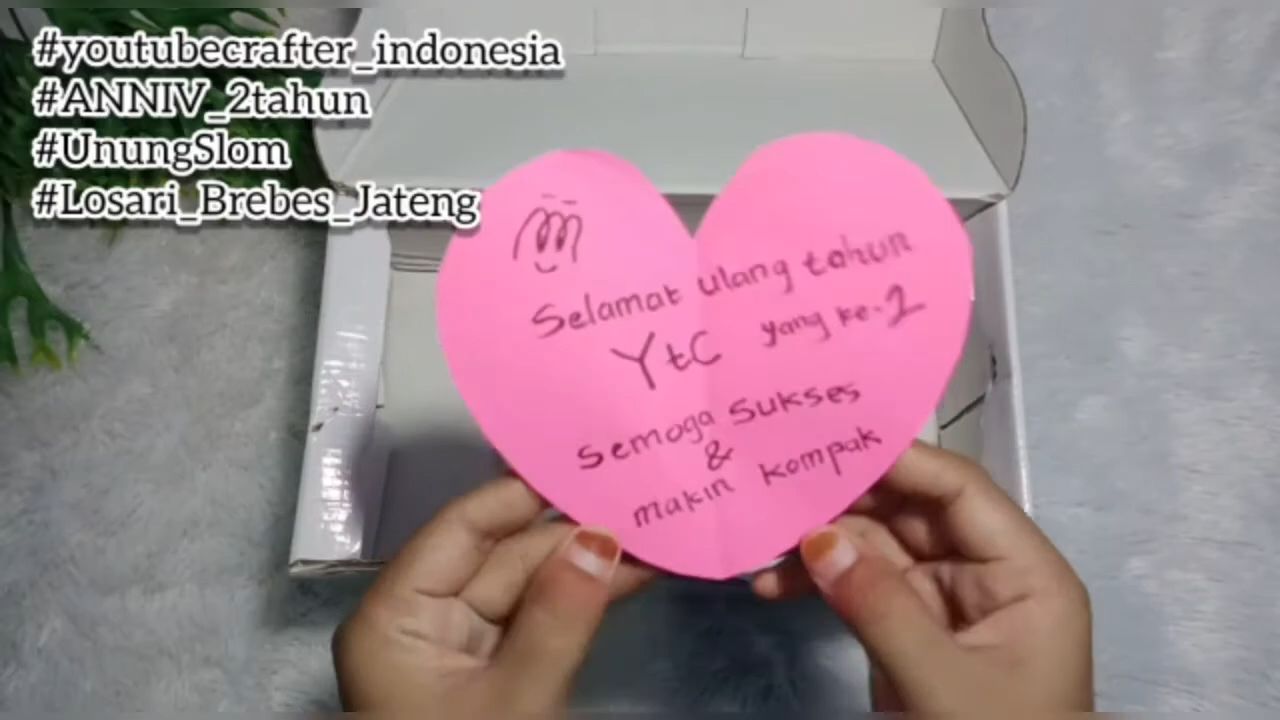 #youtubecrafter_indonesia
#ANNIV_2tahun
#UnungSlom
#Losari_Brebes_Jateng
Selamat ulang tahun
YtC yang ke-2
semoga sukses
&
makin kompak